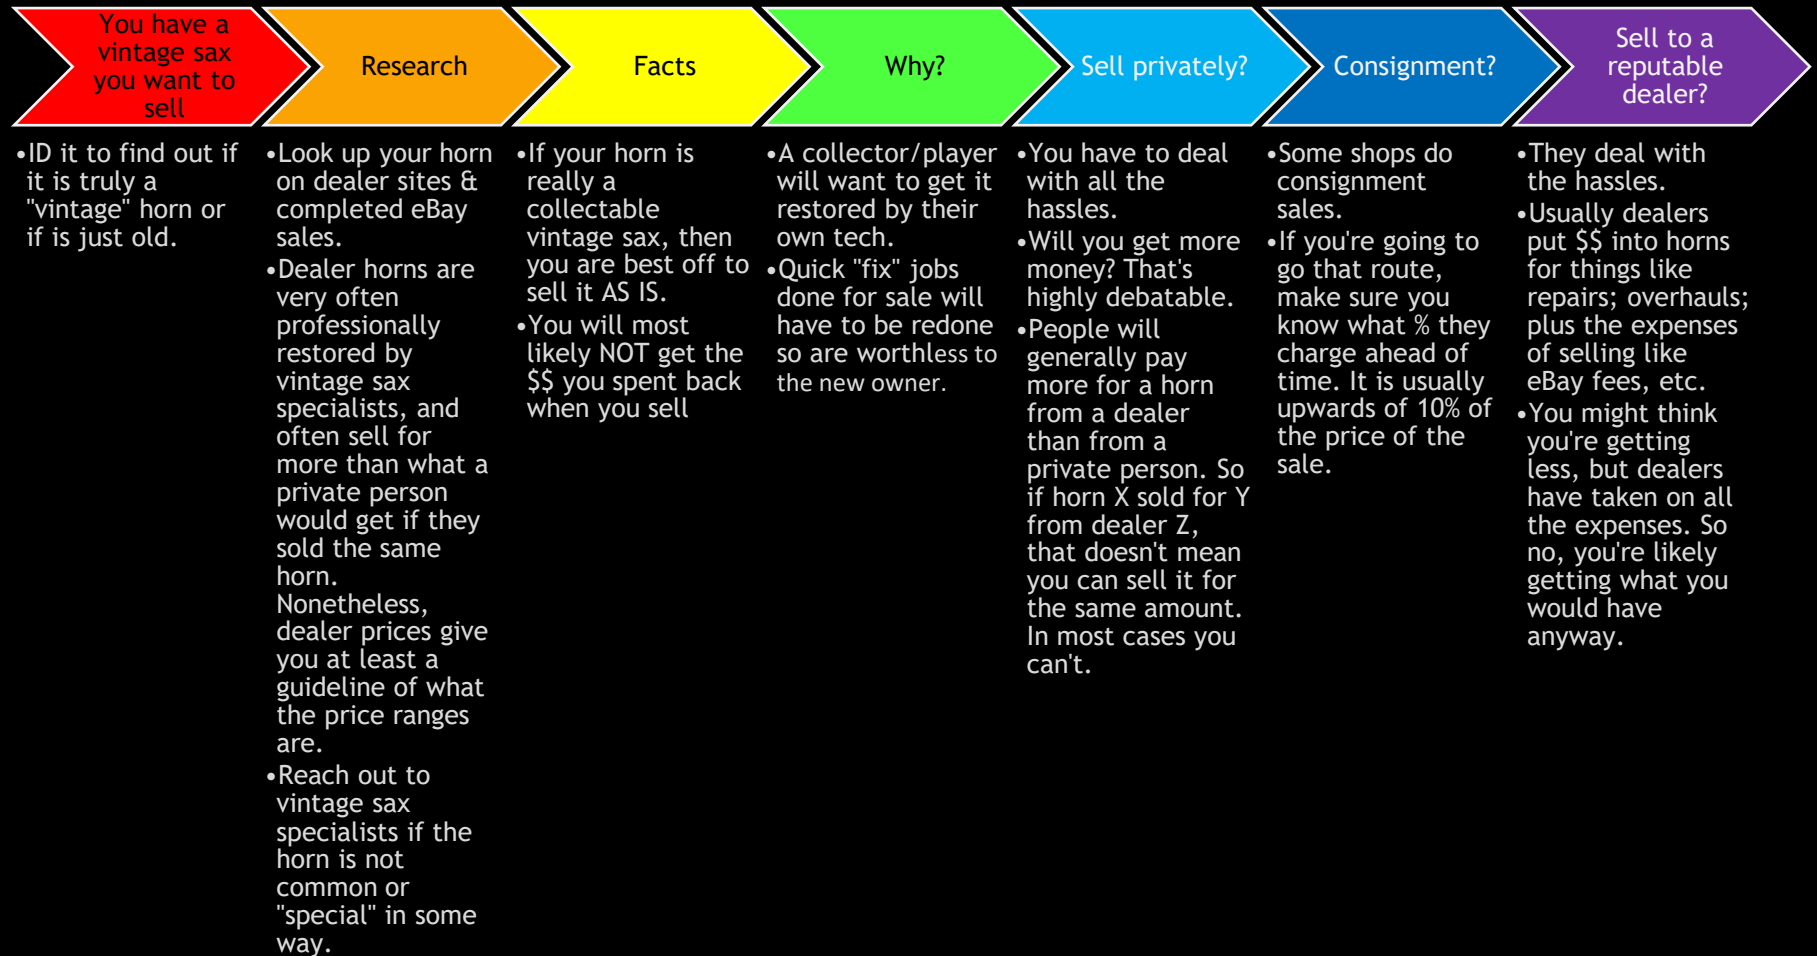 You have a
vintage sax
you want to
sell
Research
Facts
Why?
Sell privately?
Consignment?
Sell to a
reputable
dealer?
•ID it to find out if
it is truly a
"vintage" horn or
if is just old.
•Look up your horn
on dealer sites &
completed eBay
sales.
•Dealer horns are
very often
professionally
restored by
vintage sax
specialists, and
often sell for
more than what a
private person
would get if they
sold the same
horn.
Nonetheless,
dealer prices give
you at least a
guideline of what
the price ranges
are.
•Reach out to
vintage sax
specialists if the
horn is not
common or
"special" in some
way.
•If your horn is
really a
collectable
vintage sax, then
you are best off to
sell it AS IS.
•You will most
likely NOT get the
$$ you spent back
when you sell
•A collector/player
will want to get it
restored by their
own tech.
•Quick "fix" jobs
done for sale will
have to be redone
so are worthless to
the new owner.
•You have to deal
with all the
hassles.
•Will you get more
money? That's
highly debatable.
•People will
generally pay
more for a horn
from a dealer
than from a
private person. So
if horn X sold for Y
from dealer Z,
that doesn't mean
you can sell it for
the same amount.
In most cases you
can't.
•Some shops do
consignment
sales.
•If you're going to
go that route,
make sure you
know what % they
charge ahead of
time. It is usually
upwards of 10% of
the price of the
sale.
•They deal with
the hassles.
•Usually dealers
put $$ into horns
for things like
repairs; overhauls;
plus the expenses
of selling like
eBay fees, etc.
•You might think
you're getting
less, but dealers
have taken on all
the expenses. So
no, you're likely
getting what you
would have
anyway.